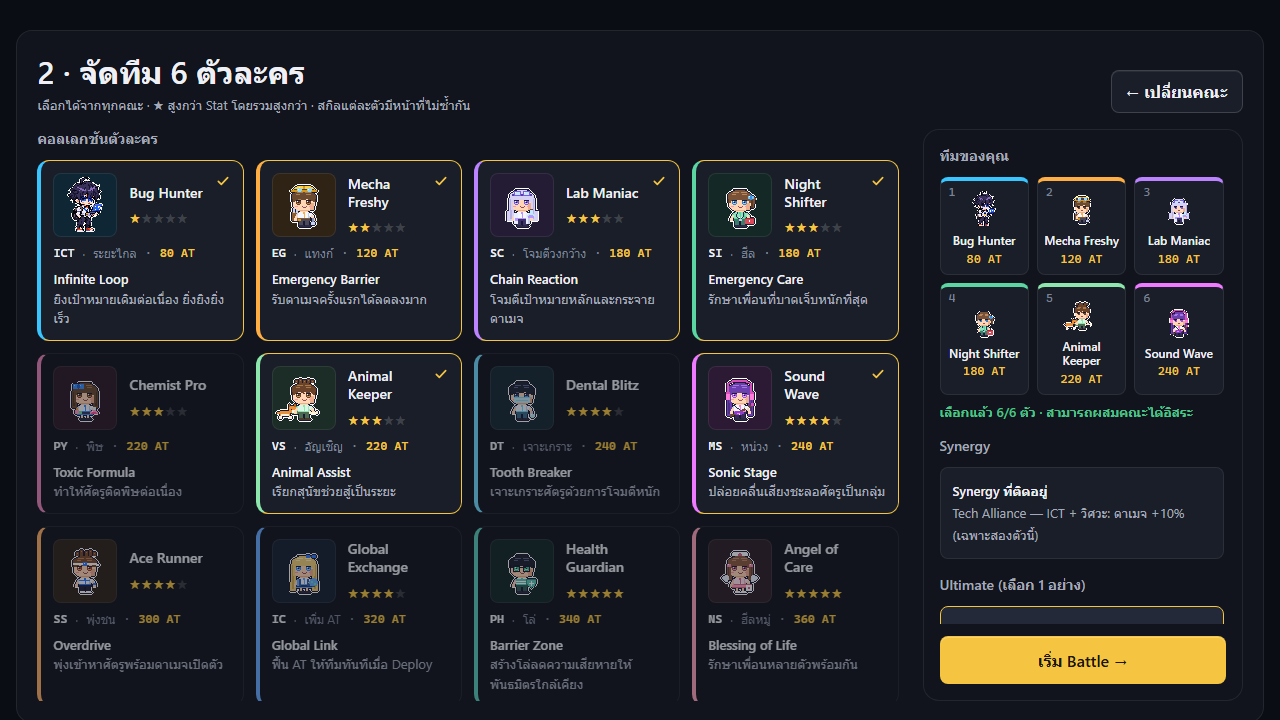 2 · จัดทีม 6 ตัวละคร
เลือกได้จากทุกคณะ · ★ สูงกว่า Stat โดยรวมสูงกว่า · สกิลแต่ละตัวมีหน้าที่ไม่ซ้ำกัน
← เปลี่ยนคณะ
คอลเลกชันตัวละคร
Bug Hunter
★★★★★
ICT · ระยะไกล · 80 AT
Infinite Loop
ยิงเป้าหมายเดิมต่อเนื่อง ยิ่งยิงยิ่ง
เร็ว
Mecha
Freshy
★★★★★
EG · แทงก์ · 120 AT
Emergency Barrier
รับดาเมจครั้งแรกได้ลดลงมาก
Lab Maniac
★★★★★
SC · โจมตีวงกว้าง · 180 AT
Chain Reaction
โจมตีเป้าหมายหลักและกระจาย
ดาเมจ
Night
Shifter
★★★★★
SI · ฮีล · 180 AT
Emergency Care
รักษาเพื่อนที่บาดเจ็บหนักที่สุด
Chemist Pro
★★★★★
PY · พิษ · 220 AT
Toxic Formula
ทำให้ศัตรูติดพิษต่อเนื่อง
Animal
Keeper
★★★★★
VS · อัญเชิญ · 220 AT
Animal Assist
เรียกสุนัขช่วยสู้เป็นระยะ
Dental Blitz
★★★★★
DT · เจาะเกราะ · 240 AT
Tooth Breaker
เจาะเกราะศัตรูด้วยการโจมตีหนัก
Sound
Wave
★★★★★
MS · หน่วง · 240 AT
Sonic Stage
ปล่อยคลื่นเสียงชะลอศัตรูเป็นกลุ่ม
Ace Runner
★★★★★
SS · พุ่งชน · 300 AT
Overdrive
พุ่งเข้าหาศัตรูพร้อมดาเมจเปิดตัว
Global
Exchange
★★★★★
IC · เพิ่ม AT · 320 AT
Global Link
ฟื้น AT ให้ทีมทันทีเมื่อ Deploy
Health
Guardian
★★★★★
PH · โล่ · 340 AT
Barrier Zone
สร้างโล่ลดความเสียหายให้
พันธมิตรใกล้เคียง
Angel of
Care
★★★★★
NS · ฮีลหมู่ · 360 AT
Blessing of Life
รักษาเพื่อนหลายตัวพร้อมกัน
ทีมของคุณ
1
Bug Hunter
80 AT
2
Mecha Freshy
120 AT
3
Lab Maniac
180 AT
4
Night Shifter
180 AT
5
Animal
Keeper
220 AT
6
Sound Wave
240 AT
เลือกแล้ว 6/6 ตัว · สามารถผสมคณะได้อิสระ
Synergy
Synergy ที่ติดอยู่
Tech Alliance — ICT + วิศวะ: ดาเมจ +10%
(เฉพาะสองตัวนี้)
Ultimate (เลือก 1 อย่าง)
เริ่ม Battle →